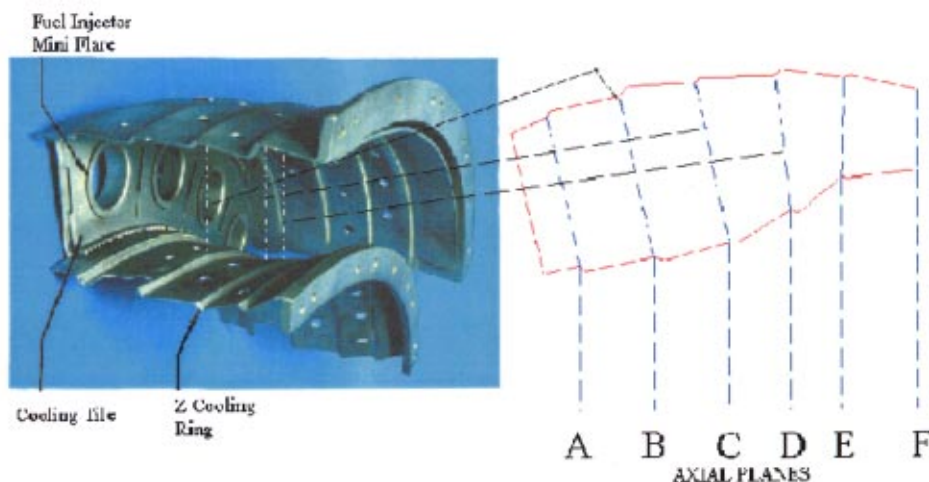 Fuel Injector
Mini Flare
Cooling Tile
Z Cooling
Ring
A B C D E F
AXIAL PLANES